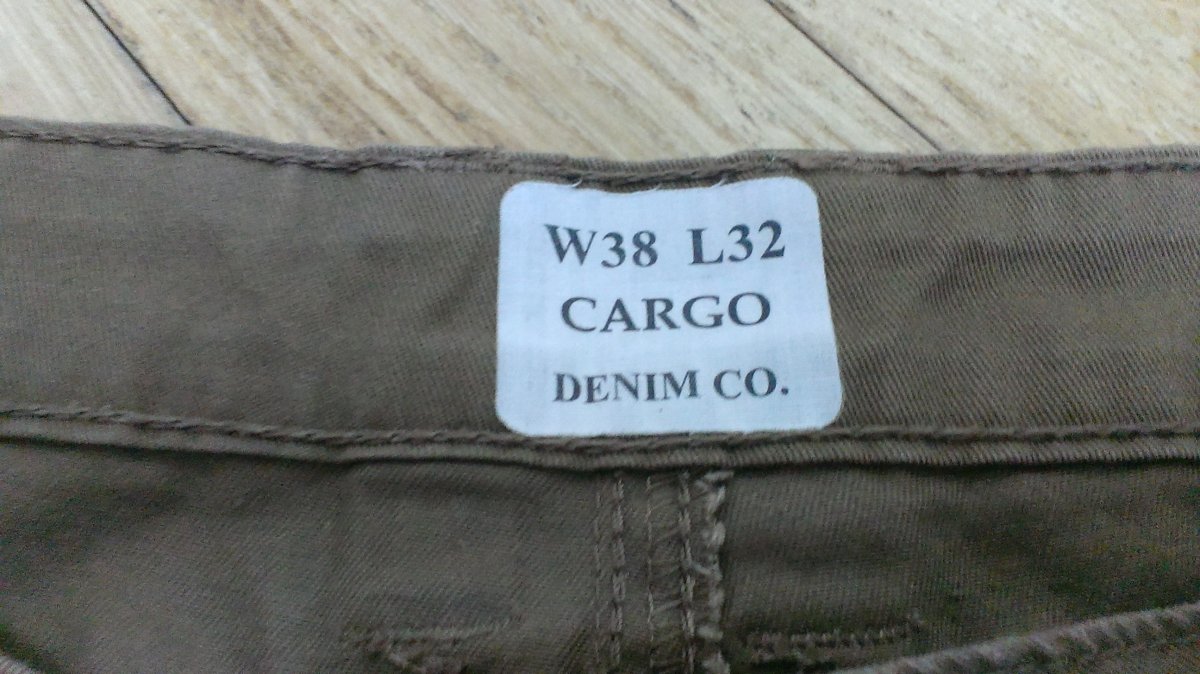 W38 L32
CARGO
DENIM CO.